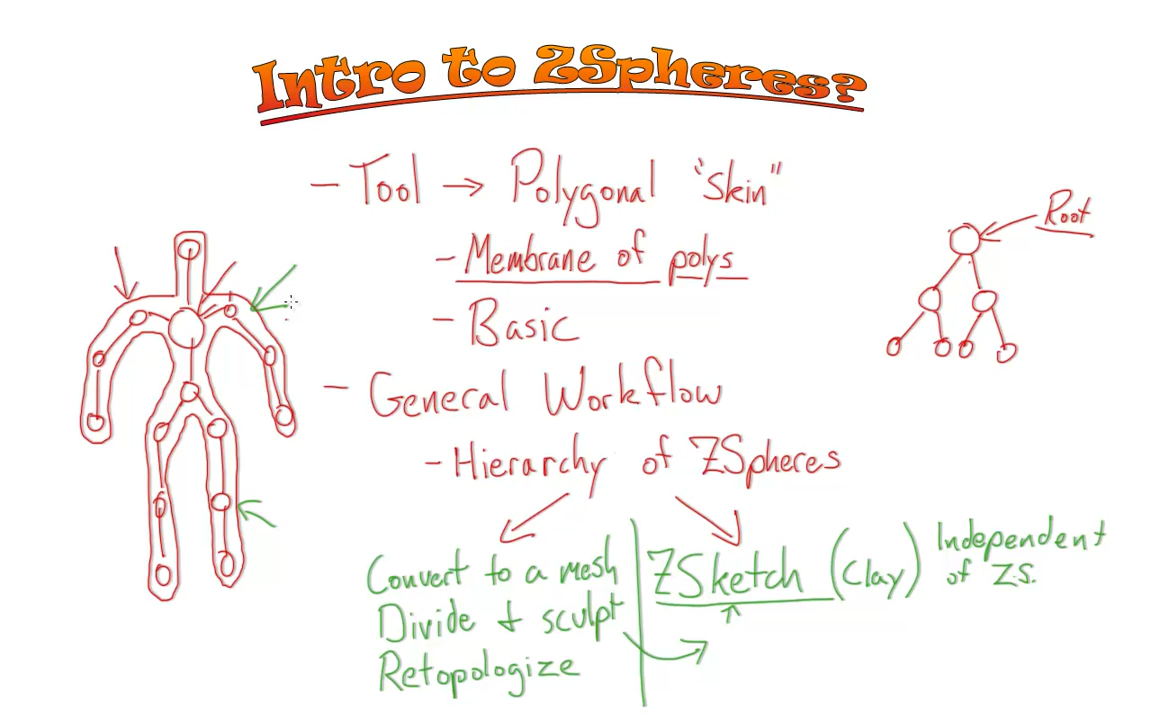 Intro to ZSpheres?
- Tool → Polygonal "Skin"
Root
- Membrane of polys
- Basic
- General Workflow
- Hierarchy of ZSpheres
Convert to a mesh
Divide + sculpt
Retopologize
ZSketch (Clay)
Independent
of ZS.